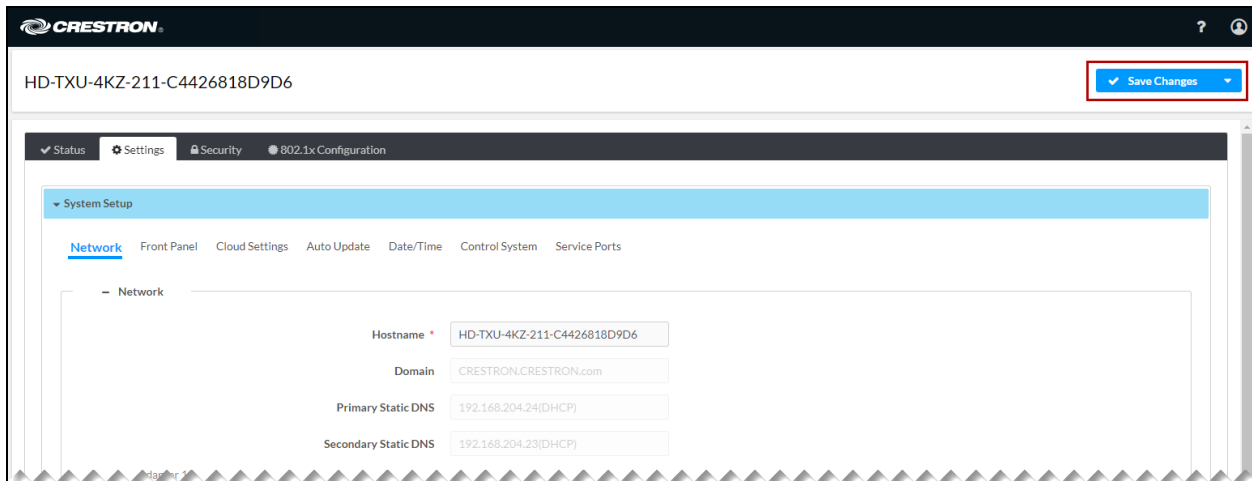 CRESTRON®
?
HD-TXU-4KZ-211-C4426818D9D6
Save Changes
Status Settings Security 802.1x Configuration
System Setup
Network Front Panel Cloud Settings Auto Update Date/Time Control System Service Ports
− Network
Hostname * HD-TXU-4KZ-211-C4426818D9D6
Domain CRESTRON.CRESTRON.com
Primary Static DNS 192.168.204.24(DHCP)
Secondary Static DNS 192.168.204.23(DHCP)